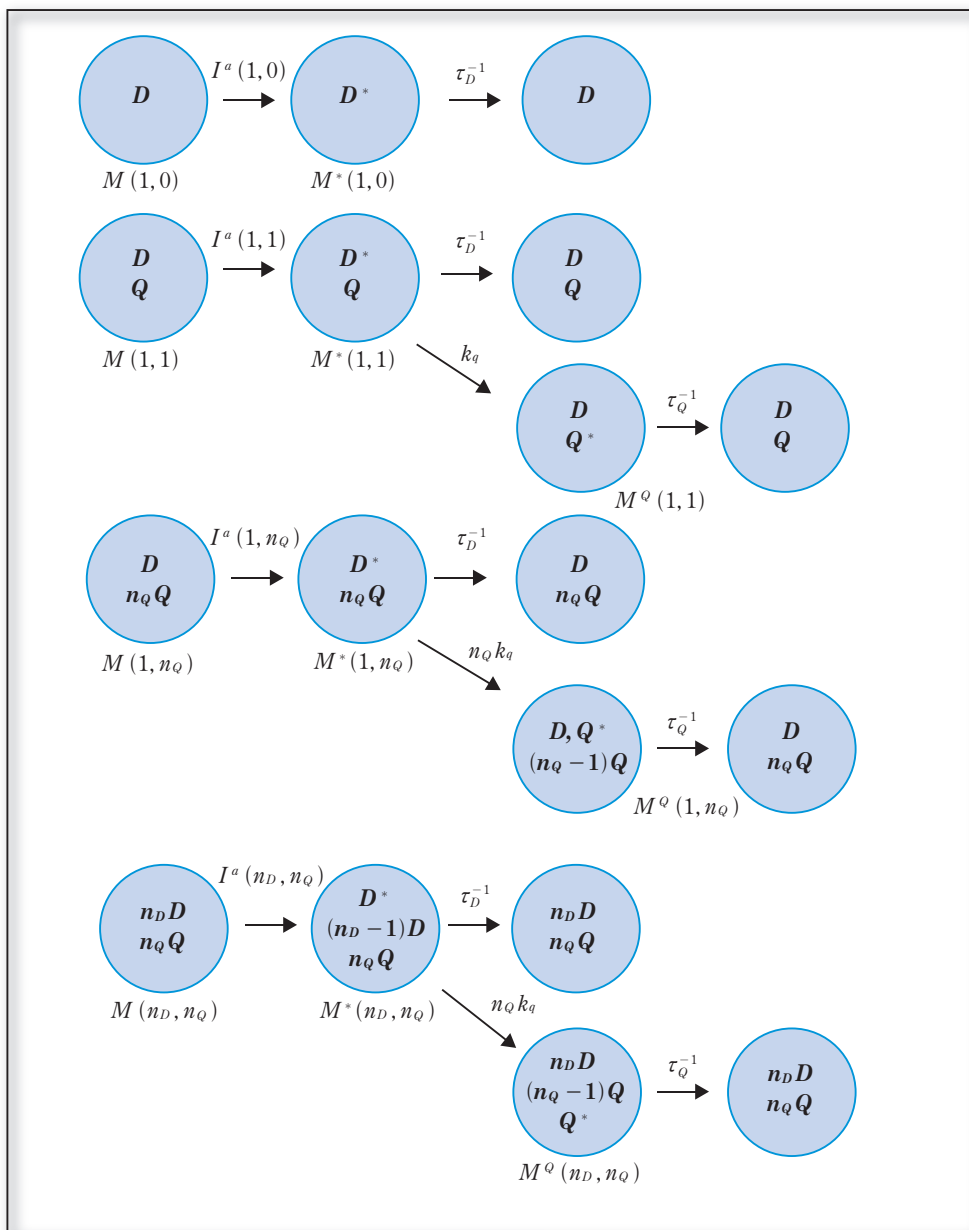 I^a (1,0)
τ_D^{-1}
D
D*
D
M (1,0)
M* (1,0)
I^a (1,1)
τ_D^{-1}
D
Q
D*
Q
D
Q
M (1,1)
M* (1,1)
k_q
D
Q*
τ_Q^{-1}
D
Q
M^Q (1,1)
I^a (1, n_Q)
τ_D^{-1}
D
n_Q Q
D*
n_Q Q
D
n_Q Q
M (1, n_Q)
M* (1, n_Q)
n_Q k_q
D, Q*
(n_Q − 1)Q
τ_Q^{-1}
D
n_Q Q
M^Q (1, n_Q)
I^a (n_D, n_Q)
τ_D^{-1}
n_D D
n_Q Q
D*
(n_D − 1)D
n_Q Q
n_D D
n_Q Q
M (n_D, n_Q)
M* (n_D, n_Q)
n_Q k_q
n_D D
(n_Q − 1)Q
Q*
τ_Q^{-1}
n_D D
n_Q Q
M^Q (n_D, n_Q)